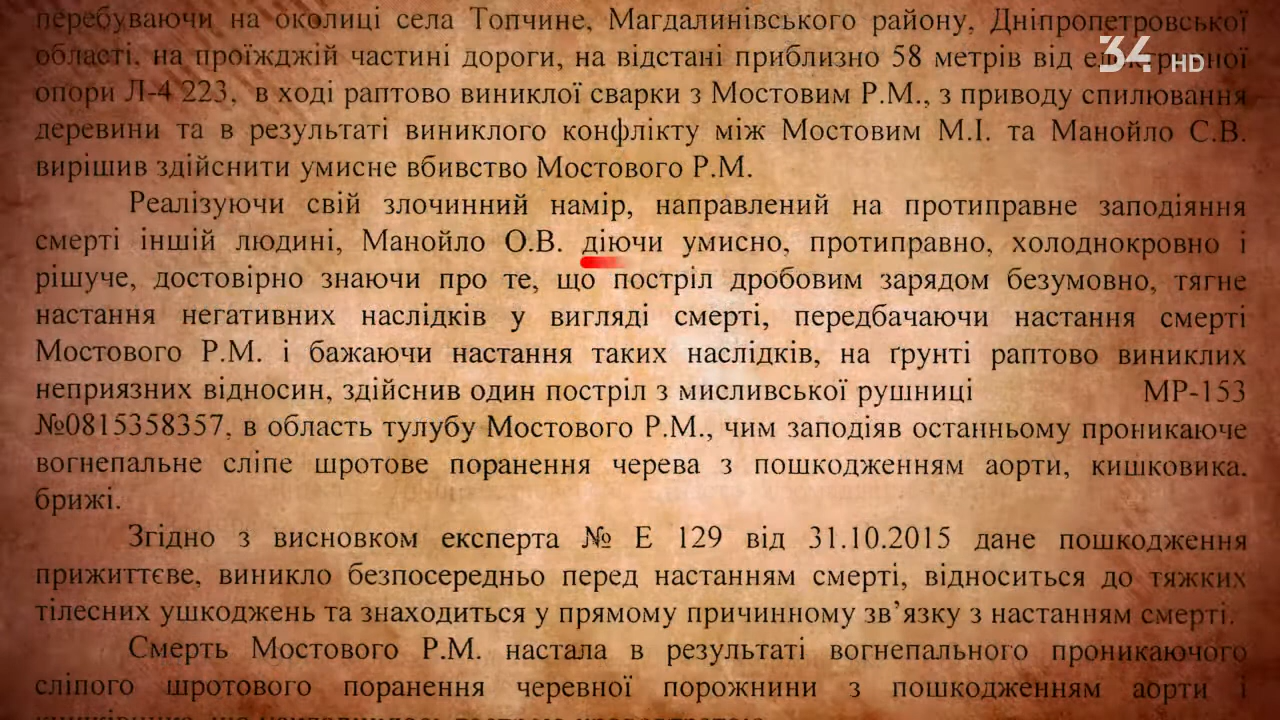 перебуваючи на околиці села Топчине, Магдалинівського району, Дніпропетровської
34 HD
області, на проїжджій частині дороги, на відстані приблизно 58 метрів від електричної
опори Л-4 223, в ході раптово виниклої сварки з Мостовим Р.М., з приводу спилювання
деревини та в результаті виниклого конфлікту між Мостовим М.І. та Манойло С.В.
вирішив здійснити умисне вбивство Мостового Р.М.
Реалізуючи свій злочинний намір, направлений на протиправне заподіяння
смерті іншій людині, Манойло О.В. діючи умисно, протиправно, холоднокровно і
рішуче, достовірно знаючи про те, що постріл дробовим зарядом безумовно, тягне
настання негативних наслідків у вигляді смерті, передбачаючи настання смерті
Мостового Р.М. і бажаючи настання таких наслідків, на ґрунті раптово виниклих
неприязних відносин, здійснив один постріл з мисливської рушниці МР-153
№0815358357, в область тулубу Мостового Р.М., чим заподіяв останньому проникаюче
вогнепальне сліпе шротове поранення черева з пошкодженням аорти, кишковика,
брижі.
Згідно з висновком експерта № Е 129 від 31.10.2015 дане пошкодження
прижиттєве, виникло безпосередньо перед настанням смерті, відноситься до тяжких
тілесних ушкоджень та знаходиться у прямому причинному зв’язку з настанням смерті.
Смерть Мостового Р.М. настала в результаті вогнепального проникаючого
сліпого шротового поранення черевної порожнини з пошкодженням аорти і